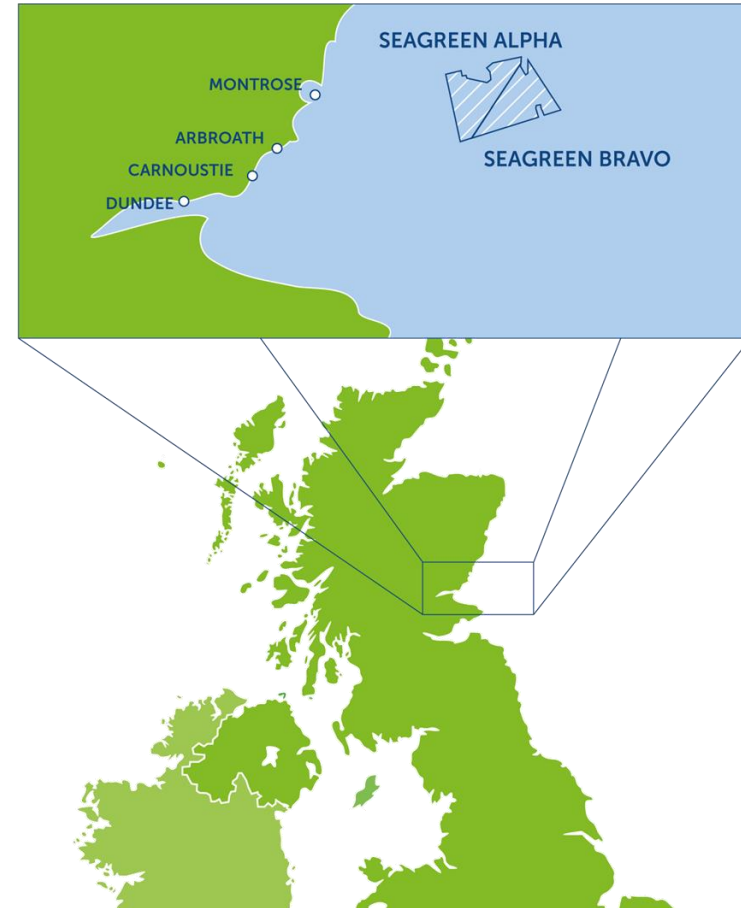 SEAGREEN ALPHA
MONTROSE
ARBROATH
SEAGREEN BRAVO
CARNOUSTIE
DUNDEE